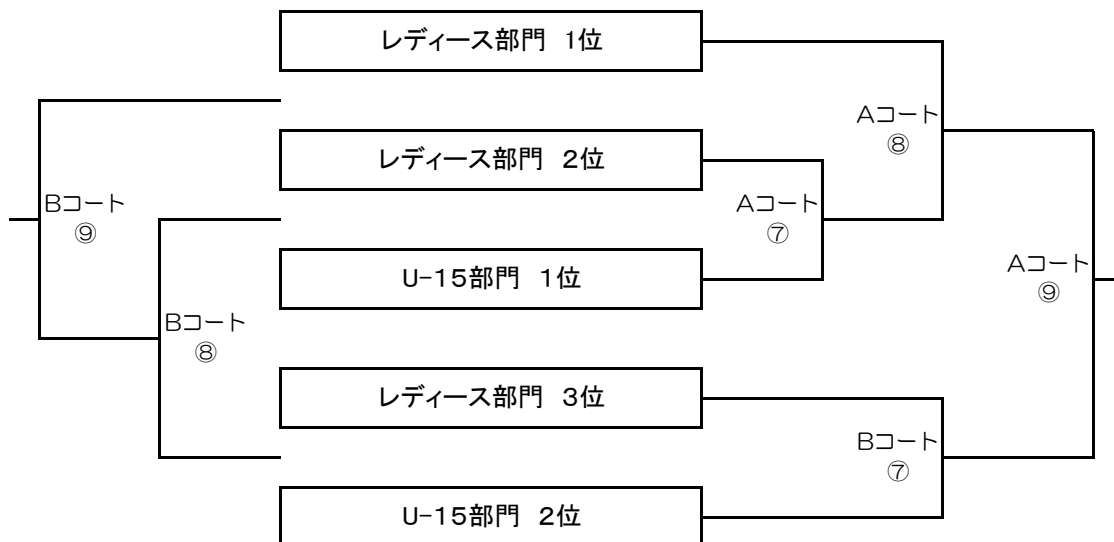 レディース部門 1位
Aコート
⑧
レディース部門 2位
Bコート
⑨
Aコート
⑦
U-15部門 1位
Aコート
⑨
Bコート
⑧
レディース部門 3位
Bコート
⑦
U-15部門 2位